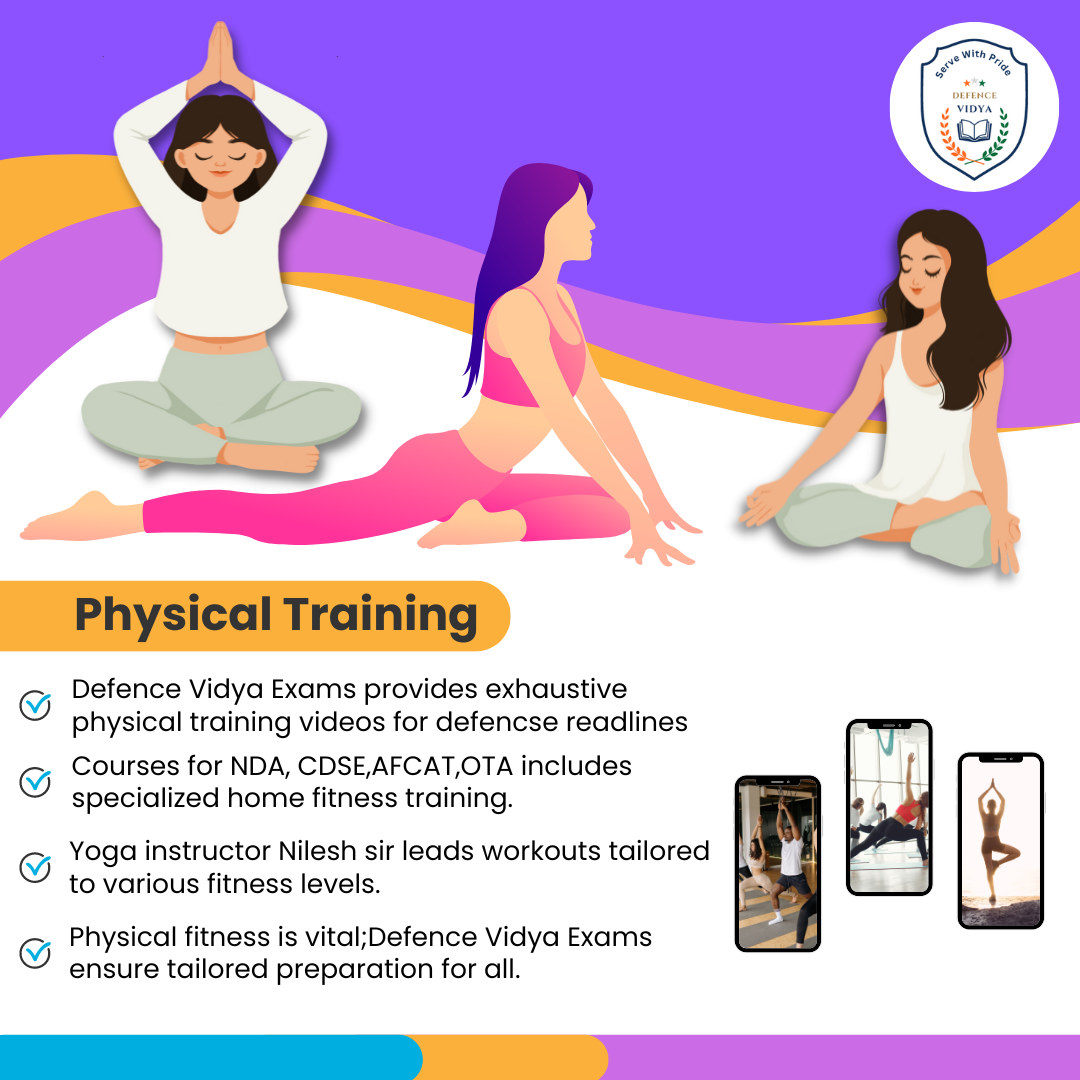 Serve With Pride
DEFENCE
VIDYA
Physical Training
Defence Vidya Exams provides exhaustive
physical training videos for defencse readlines
Courses for NDA, CDSE,AFCAT,OTA includes
specialized home fitness training.
Yoga instructor Nilesh sir leads workouts tailored
to various fitness levels.
Physical fitness is vital;Defence Vidya Exams
ensure tailored preparation for all.